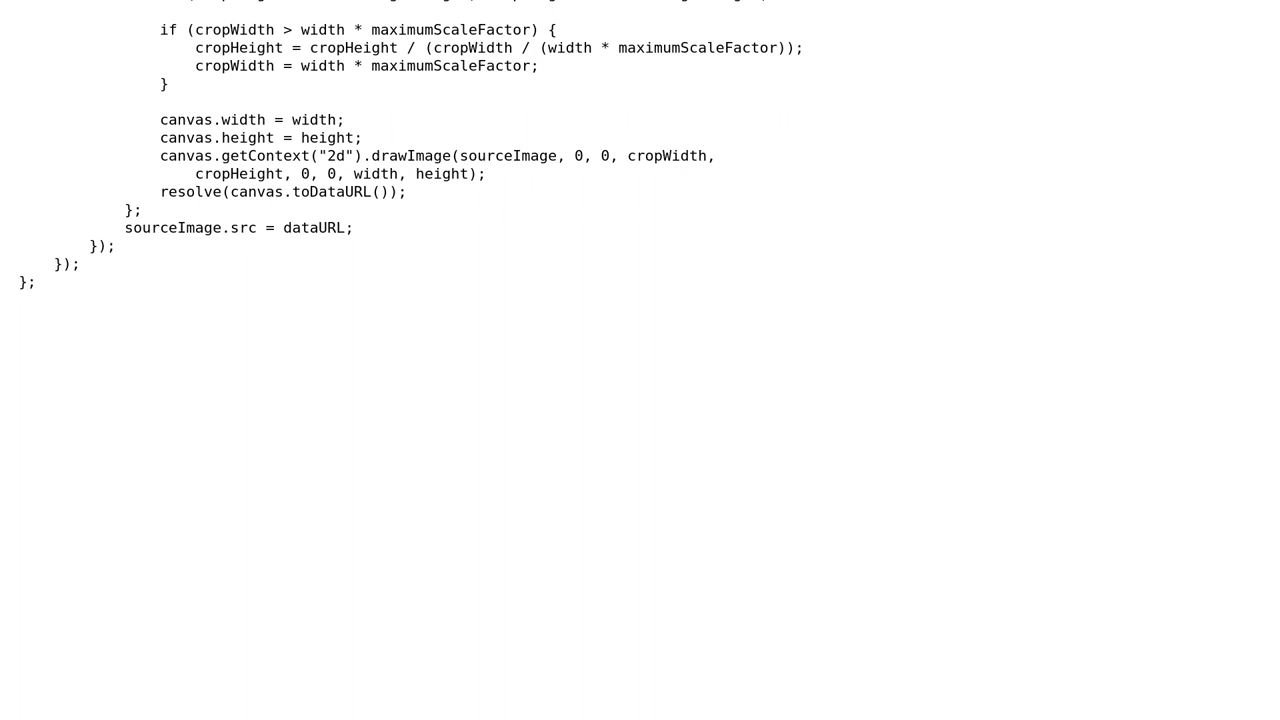 if (cropWidth > width * maximumScaleFactor) {
cropHeight = cropHeight / (cropWidth / (width * maximumScaleFactor));
cropWidth = width * maximumScaleFactor;
}
canvas.width = width;
canvas.height = height;
canvas.getContext("2d").drawImage(sourceImage, 0, 0, cropWidth,
cropHeight, 0, 0, width, height);
resolve(canvas.toDataURL());
};
sourceImage.src = dataURL;
});
});
};